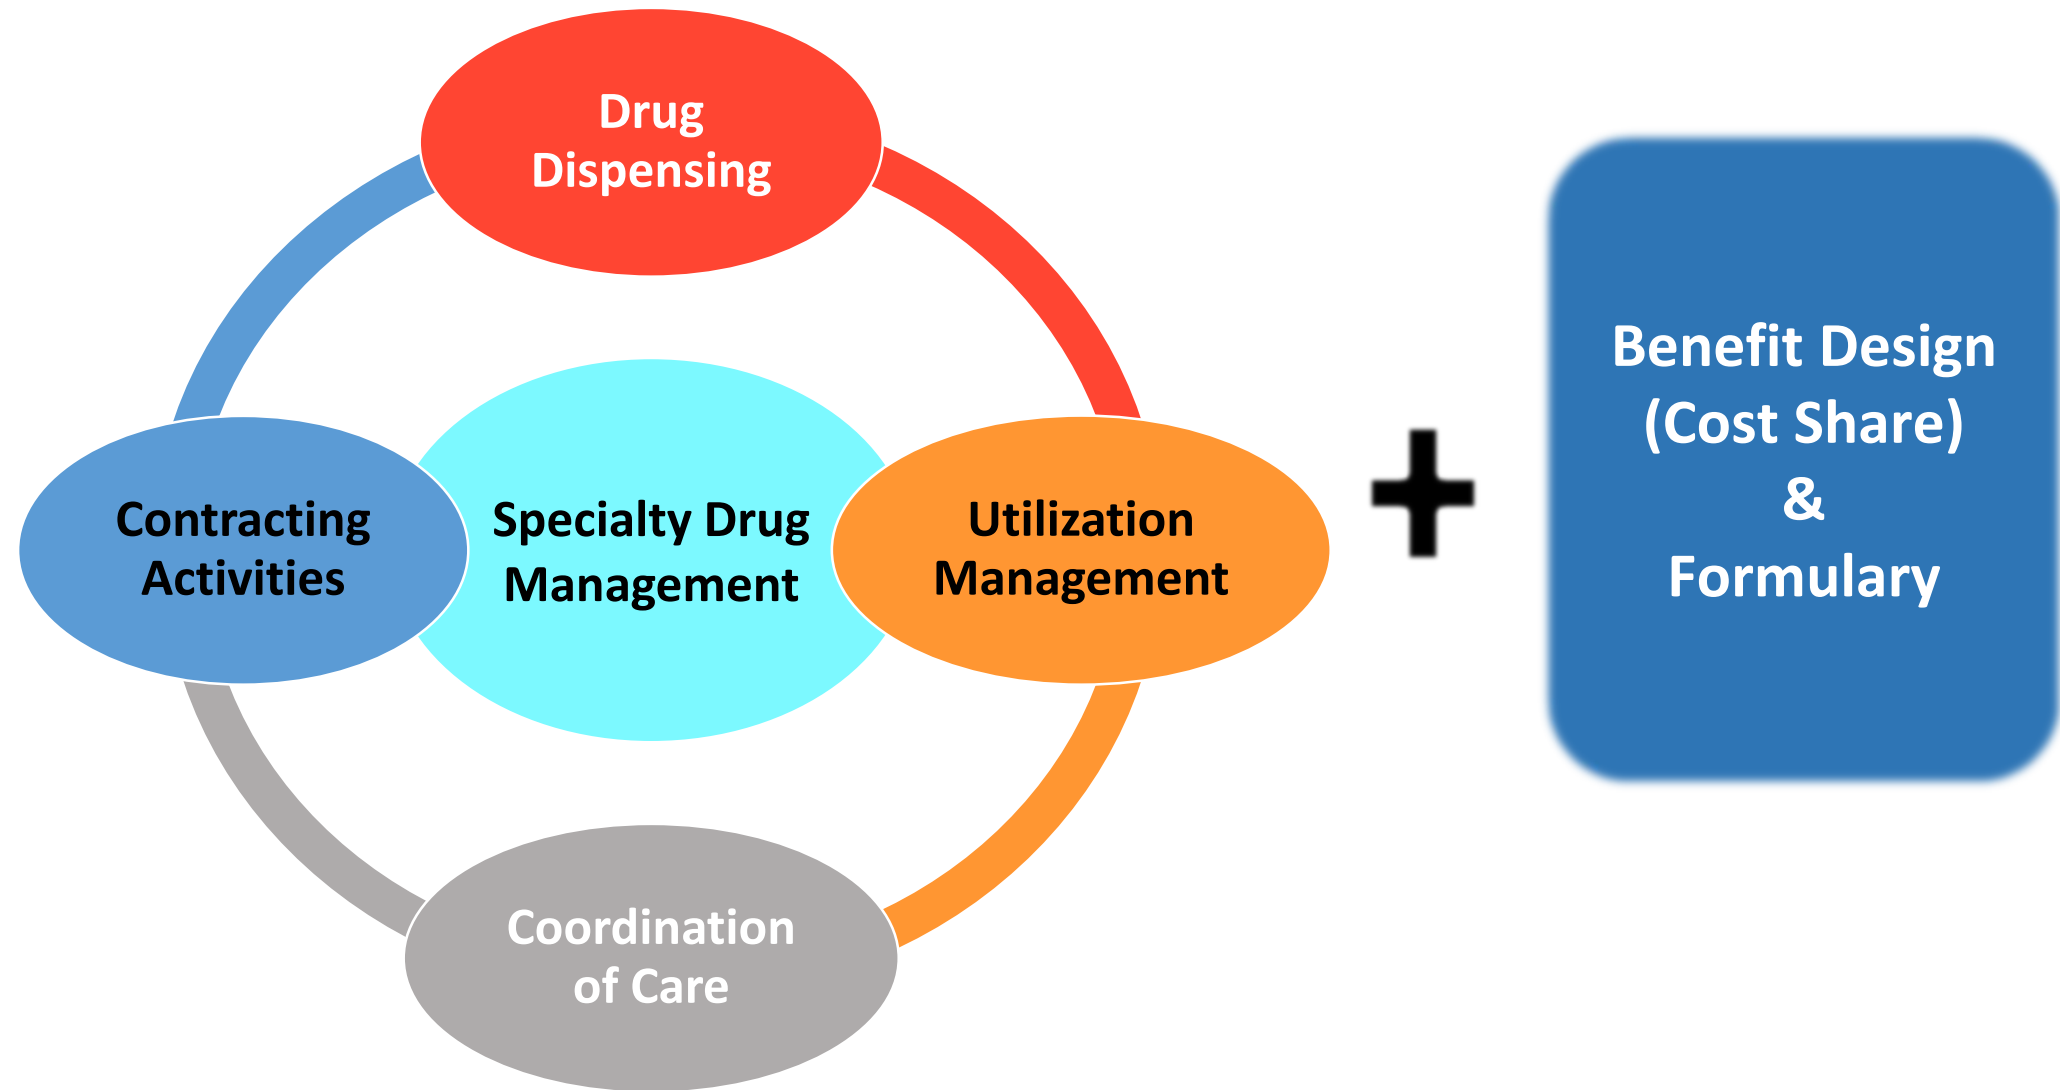 Drug
Dispensing
Contracting
Activities
Specialty Drug
Management
Utilization
Management
Coordination
of Care
+
Benefit Design
(Cost Share)
&
Formulary